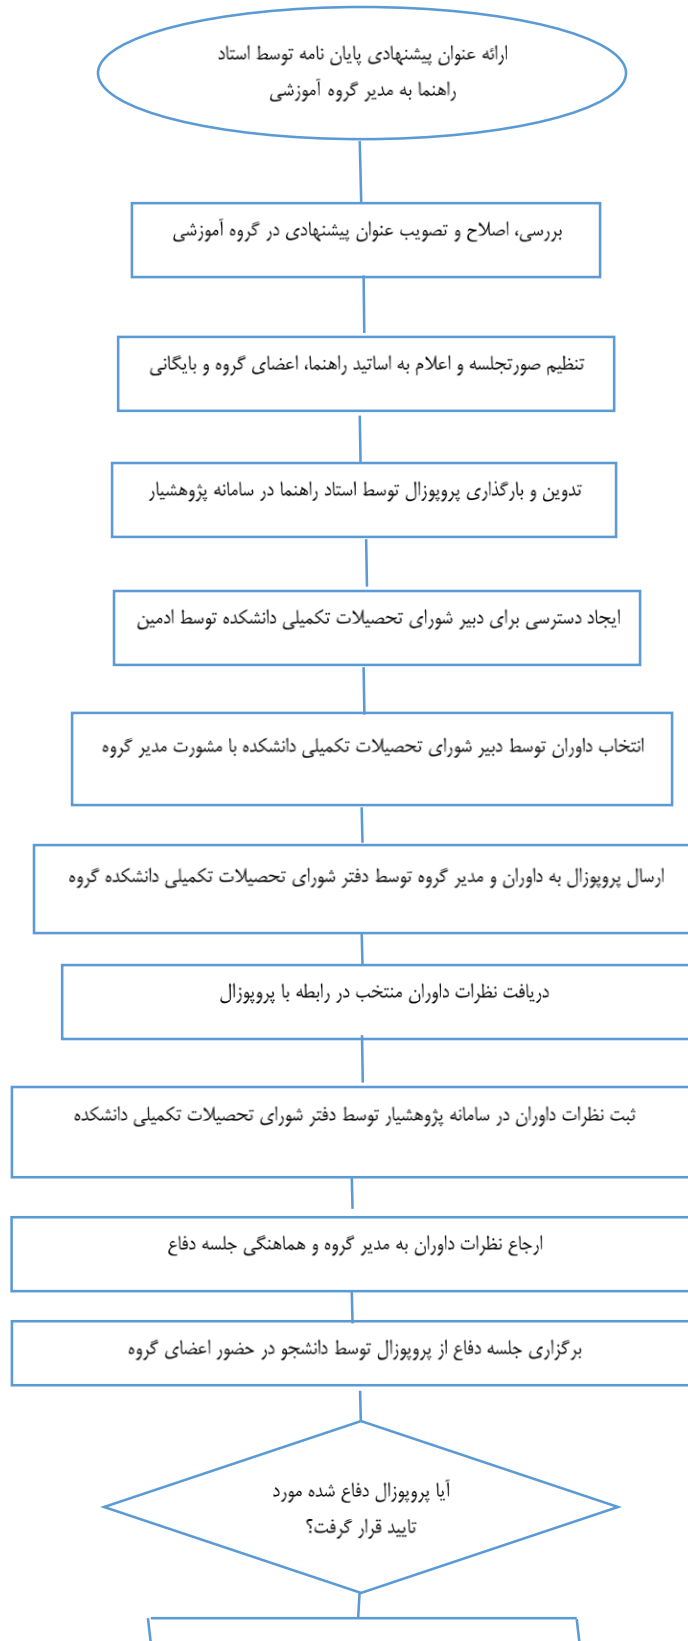 ارائه عنوان پیشنهادی پایان نامه توسط استاد
راهنما به مدیر گروه آموزشی
بررسی، اصلاح و تصویب عنوان پیشنهادی در گروه آموزشی
تنظیم صورتجلسه و اعلام به اساتید راهنما، اعضای گروه و بایگانی
تدوین و بارگذاری پروپوزال توسط استاد راهنما در سامانه پژوهشیار
ایجاد دسترسی برای دبیر شورای تحصیلات تکمیلی دانشکده توسط ادمین
انتخاب داوران توسط دبیر شورای تحصیلات تکمیلی دانشکده با مشورت مدیر گروه
ارسال پروپوزال به داوران و مدیر گروه توسط دفتر شورای تحصیلات تکمیلی دانشکده گروه
دریافت نظرات داوران منتخب در رابطه با پروپوزال
ثبت نظرات داوران در سامانه پژوهشیار توسط دفتر شورای تحصیلات تکمیلی دانشکده
ارجاع نظرات داوران به مدیر گروه و هماهنگی جلسه دفاع
برگزاری جلسه دفاع از پروپوزال توسط دانشجو در حضور اعضای گروه
آیا پروپوزال دفاع شده مورد
تایید قرار گرفت؟